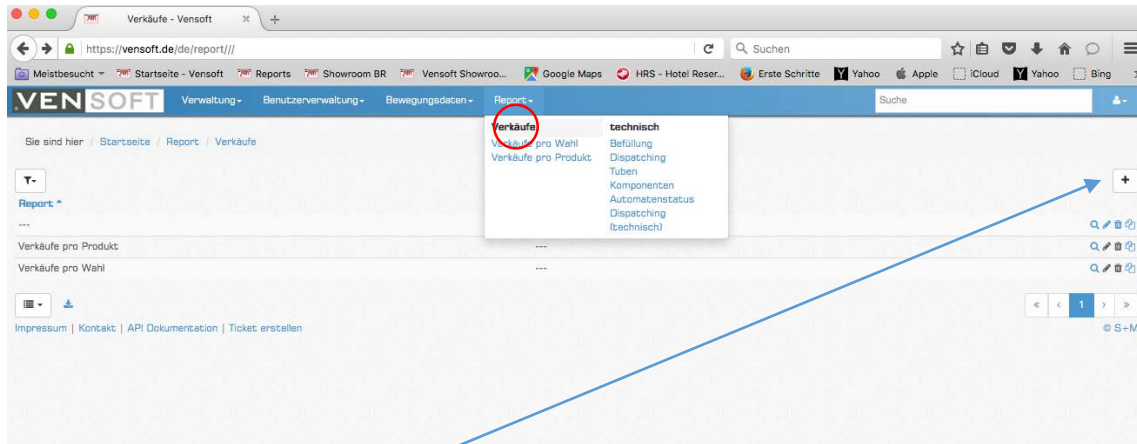 Verkäufe - Vensoft
https://vensoft.de/de/report///
Suchen
Meistbesucht Startseite - Vensoft Reports Showroom BR Vensoft Showroo... Google Maps HRS - Hotel Reser... Erste Schritte Yahoo Apple iCloud Yahoo Bing
VENSOFT Verwaltung Benutzerverwaltung Bewegungsdaten Report Suche
Verkäufe technisch
Sie sind hier / Startseite / Report / Verkäufe
Verkäufe pro Wahl Befüllung
Verkäufe pro Produkt Dispatching
Tuben
Komponenten
Automatenstatus
Dispatching
(technisch)
Report
---
Verkäufe pro Produkt ---
Verkäufe pro Wahl ---
« < 1 > »
Impressum | Kontakt | API Dokumentation | Ticket erstellen © S+M